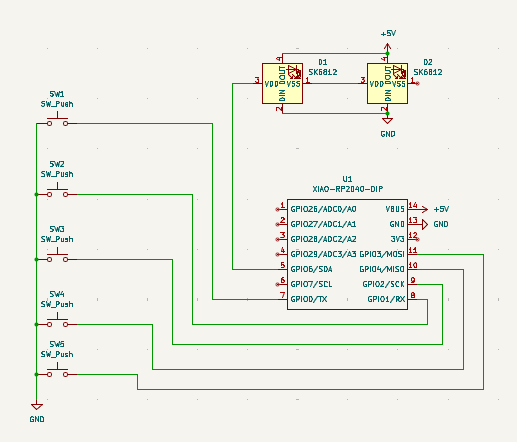 +5V
D1
SK6812
D2
SK6812
4
DOUT
3
VDD
VSS
1
DIN
2
4
DOUT
3
VDD
VSS
1
DIN
2
GND
SW1
SW_Push
SW2
SW_Push
SW3
SW_Push
SW4
SW_Push
SW5
SW_Push
GND
U1
XIAO-RP2040-DIP
1 GPIO26/ADC0/A0
2 GPIO27/ADC1/A1
3 GPIO28/ADC2/A2
4 GPIO29/ADC3/A3
5 GPIO6/SDA
6 GPIO7/SCL
7 GPIO0/TX
VBUS 14 +5V
GND 13 GND
3V3 12
GPIO3/MOSI 11
GPIO4/MISO 10
GPIO2/SCK 9
GPIO1/RX 8